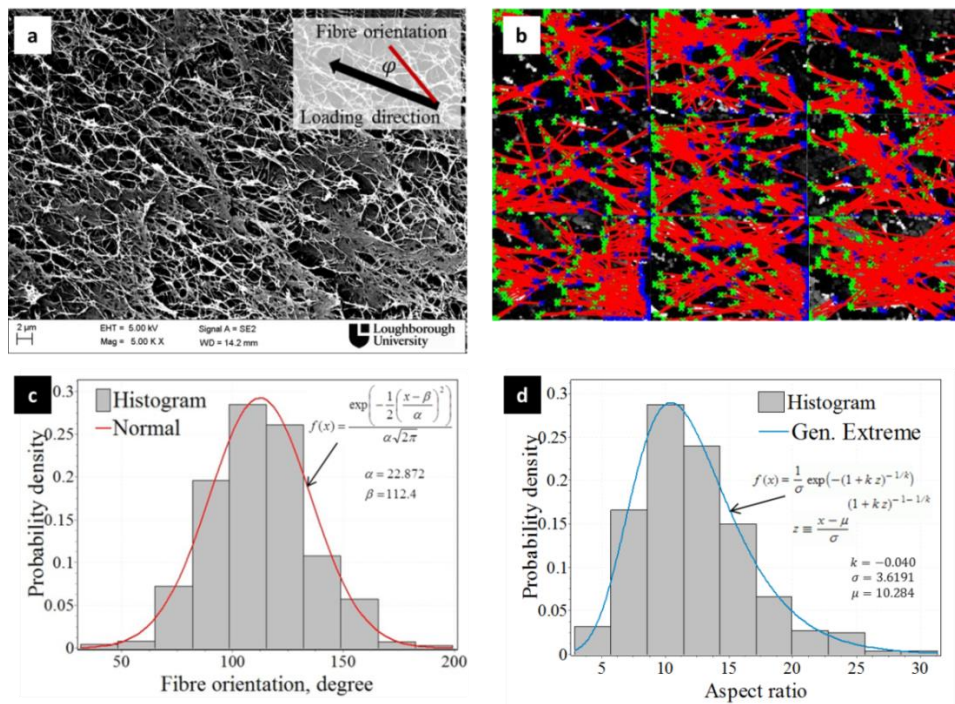 a
Fibre orientation
φ
Loading direction
2 μm
EHT = 5.00 kV
Mag = 5.00 K X
Signal A = SE2
WD = 14.2 mm
Loughborough
University
b
c
Histogram
Normal
f(x) = exp(-1/2((x-β)/α)²) / α√2π
α = 22.872
β = 112.4
Probability density
0.3
0.25
0.2
0.15
0.1
0.05
0
50
100
150
200
Fibre orientation, degree
d
Histogram
Gen. Extreme
f(x) = 1/σ exp(-(1+kz)^(-1/k))
(1+kz)^(-1-1/k)
z ≡ (x-μ)/σ
k = −0.040
σ = 3.6191
μ = 10.284
Probability density
0.3
0.25
0.2
0.15
0.1
0.05
0
5
10
15
20
25
30
Aspect ratio